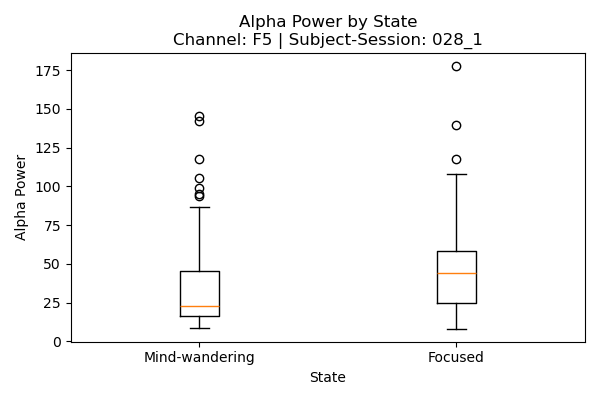 Alpha Power by State
Channel: F5 | Subject-Session: 028_1
175
150
125
100
75
50
25
0
Alpha Power
Mind-wandering
Focused
State